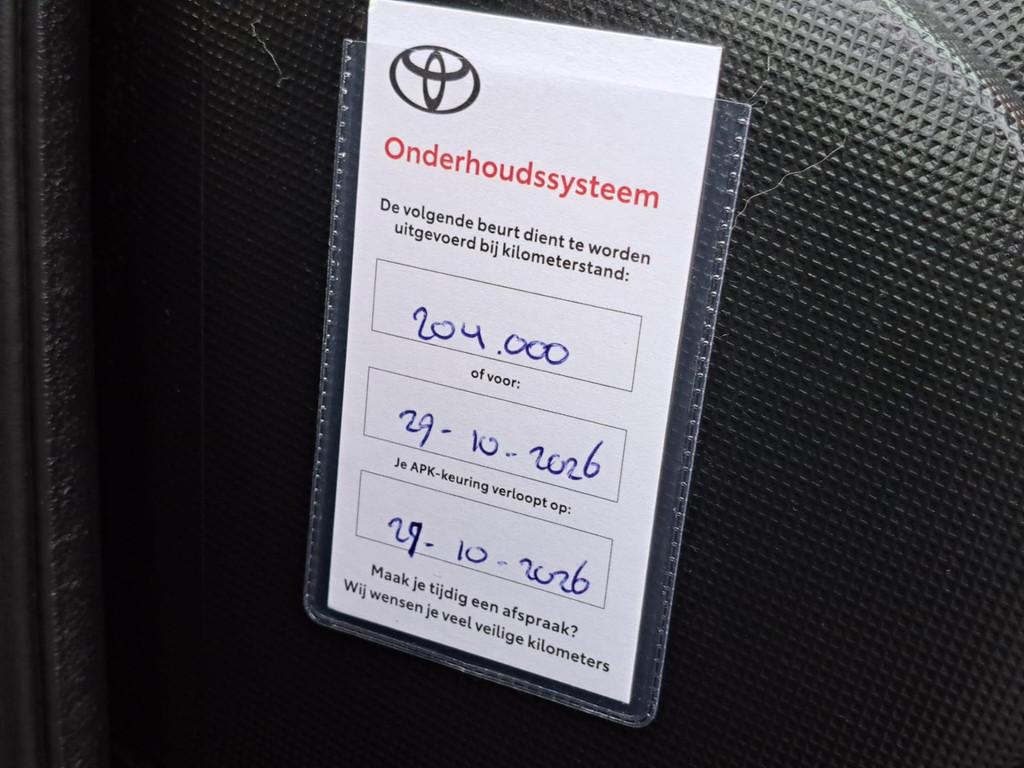 Onderhoudssysteem
De volgende beurt dient te worden
uitgevoerd bij kilometerstand:
204.000
of voor:
29-10-2026
Je APK-keuring verloopt op:
29-10-2026
Maak je tijdig een afspraak?
Wij wensen je veel veilige kilometers